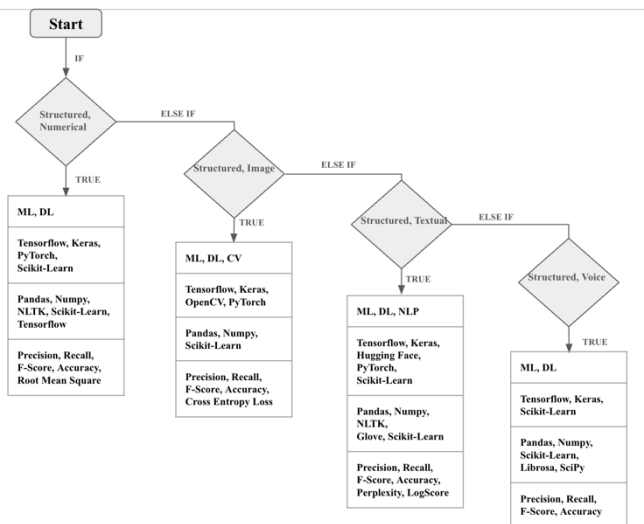 Start
IF
Structured,
Numerical
ELSE IF
TRUE
ML, DL
Tensorflow, Keras,
PyTorch,
Scikit-Learn
Pandas, Numpy,
NLTK, Scikit-Learn,
Tensorflow
Precision, Recall,
F-Score, Accuracy,
Root Mean Square
Structured, Image
ELSE IF
TRUE
ML, DL, CV
Tensorflow, Keras,
OpenCV, PyTorch
Pandas, Numpy,
Scikit-Learn
Precision, Recall,
F-Score, Accuracy,
Cross Entropy Loss
Structured, Textual
ELSE IF
TRUE
ML, DL, NLP
Tensorflow, Keras,
Hugging Face,
PyTorch,
Scikit-Learn
Pandas, Numpy,
NLTK,
Glove, Scikit-Learn
Precision, Recall,
F-Score, Accuracy,
Perplexity, LogScore
Structured, Voice
TRUE
ML, DL
Tensorflow, Keras,
Scikit-Learn
Pandas, Numpy,
Scikit-Learn,
Librosa, SciPy
Precision, Recall,
F-Score, Accuracy